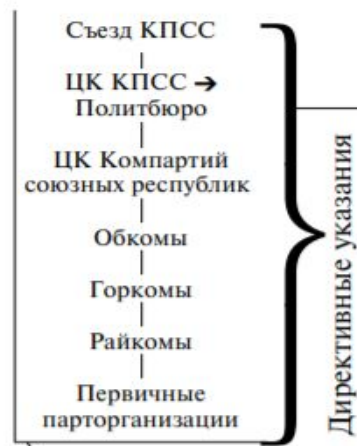 Съезд КПСС
ЦК КПСС ➔
Политбюро
ЦК Компартий
союзных республик
Обкомы
Горкомы
Райкомы
Первичные
парторганизации
Директивные указания